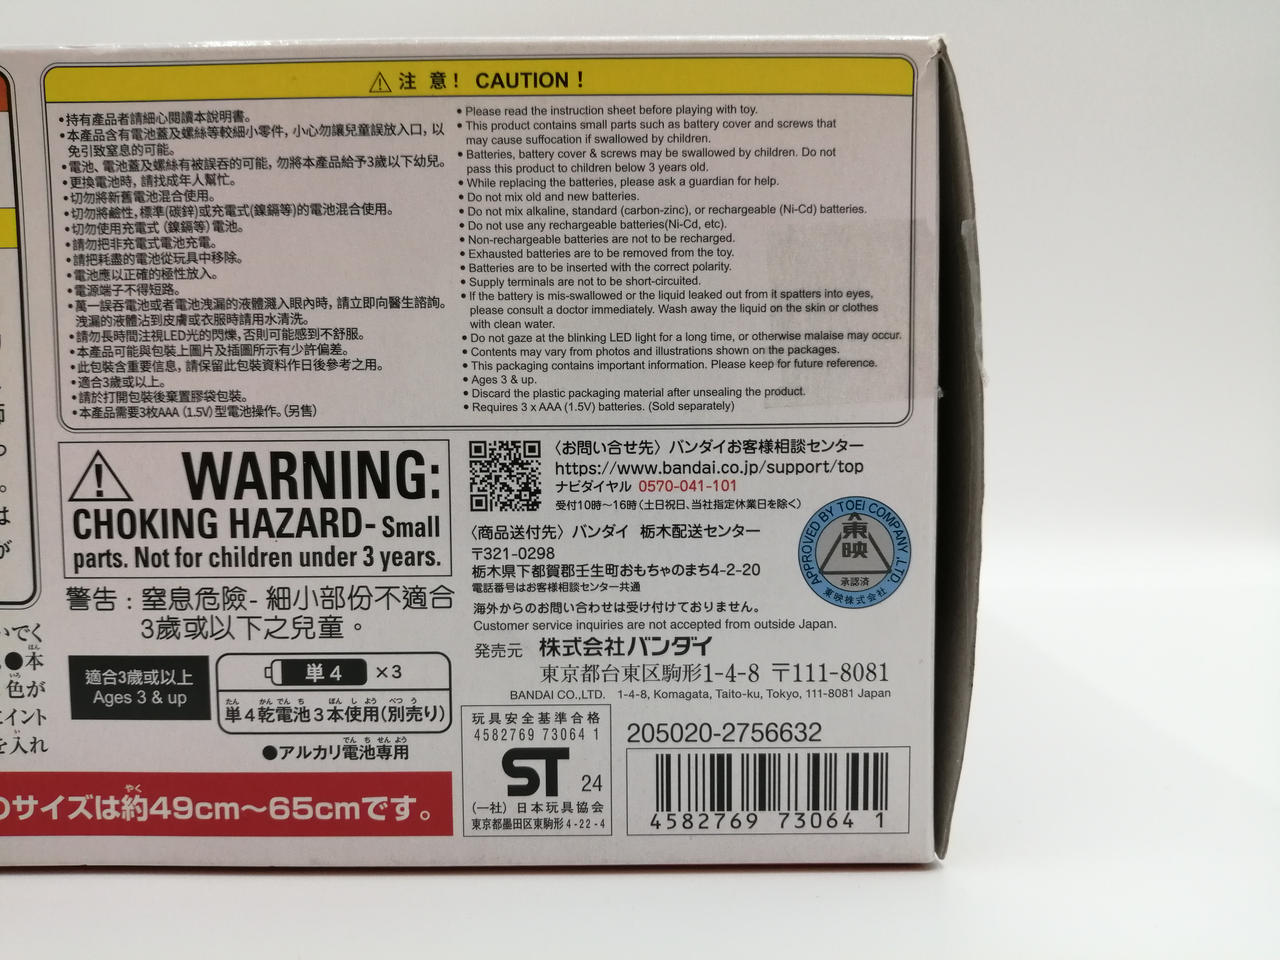 注 意！ CAUTION！
•持有產品者請細心閱讀本說明書。
•本產品含有電池蓋及螺絲等較細小零件，小心勿讓兒童誤放入口，以
免引致窒息的可能。
•電池、電池蓋及螺絲有被誤吞的可能，勿將本產品給予3歲以下幼兒。
•更換電池時，請找成年人幫忙。
•切勿將新舊電池混合使用。
•切勿將鹼性，標準(碳鋅)或充電式(鎳鎘等)的電池混合使用。
•切勿使用充電式 (鎳鎘等) 電池。
•請勿把非充電式電池充電。
•請把耗盡的電池從玩具中移除。
•電池應以正確的極性放入。
•電源端子不得短路。
•萬一誤吞電池或者電池洩漏的液體濺入眼內時，請立即向醫生諮詢。
洩漏的液體沾到皮膚或衣服時請用水清洗。
•請勿長時間注視LED光的閃爍，否則可能感到不舒服。
•本產品可能與包裝上圖片及插圖所示有少許偏差。
•此包裝含重要信息，請保留此包裝資料作日後參考之用。
•適合3歲或以上。
•請於打開包裝後棄置膠袋包裝。
•本產品需要3枚AAA (1.5V) 型電池操作。(另售)
•Please read the instruction sheet before playing with toy.
•This product contains small parts such as battery cover and screws that
may cause suffocation if swallowed by children.
•Batteries, battery cover & screws may be swallowed by children. Do not
pass this product to children below 3 years old.
•While replacing the batteries, please ask a guardian for help.
•Do not mix old and new batteries.
•Do not mix alkaline, standard (carbon-zinc), or rechargeable (Ni-Cd) batteries.
•Do not use any rechargeable batteries(Ni-Cd, etc).
•Non-rechargeable batteries are not to be recharged.
•Exhausted batteries are to be removed from the toy.
•Batteries are to be inserted with the correct polarity.
•Supply terminals are not to be short-circuited.
•If the battery is mis-swallowed or the liquid leaked out from it spatters into eyes,
please consult a doctor immediately. Wash away the liquid on the skin or clothes
with clean water.
•Do not gaze at the blinking LED light for a long time, or otherwise malaise may occur.
•Contents may vary from photos and illustrations shown on the packages.
•This packaging contains important information. Please keep for future reference.
•Ages 3 & up.
•Discard the plastic packaging material after unsealing the product.
•Requires 3 x AAA (1.5V) batteries. (Sold separately)
WARNING:
CHOKING HAZARD- Small
parts. Not for children under 3 years.
警告：窒息危險- 細小部份不適合
3歲或以下之兒童。
適合3歲或以上
Ages 3 & up
単4 ×3
たん かんでんち ぼんしよう べつう
単4乾電池3本使用(別売り)
でんちせんよう
●アルカリ電池専用
やく
のサイズは約49cm～65cmです。
いでく
ほん
●本
いろ
色が
ニイント
を入れ
〈お問い合せ先〉バンダイお客様相談センター
https://www.bandai.co.jp/support/top
ナビダイヤル 0570-041-101
受付10時～16時（土日祝日、当社指定休業日を除く）
〈商品送付先〉バンダイ 栃木配送センター
〒321-0298
栃木県下都賀郡壬生町おもちゃのまち4-2-20
電話番号はお客様相談センター共通
海外からのお問い合わせは受け付けておりません。
Customer service inquiries are not accepted from outside Japan.
APPROVED BY TOEI COMPANY, LTD.
東映
承認済
東映株式会社
発売元 株式会社バンダイ
東京都台東区駒形1-4-8 〒111-8081
BANDAI CO.,LTD. 1-4-8, Komagata, Taito-ku, Tokyo, 111-8081 Japan
玩具安全基準合格
4582769 73064 1
ST 24
(一社) 日本玩具協会
東京都墨田区東駒形4-22-4
205020-2756632
4582769 730641